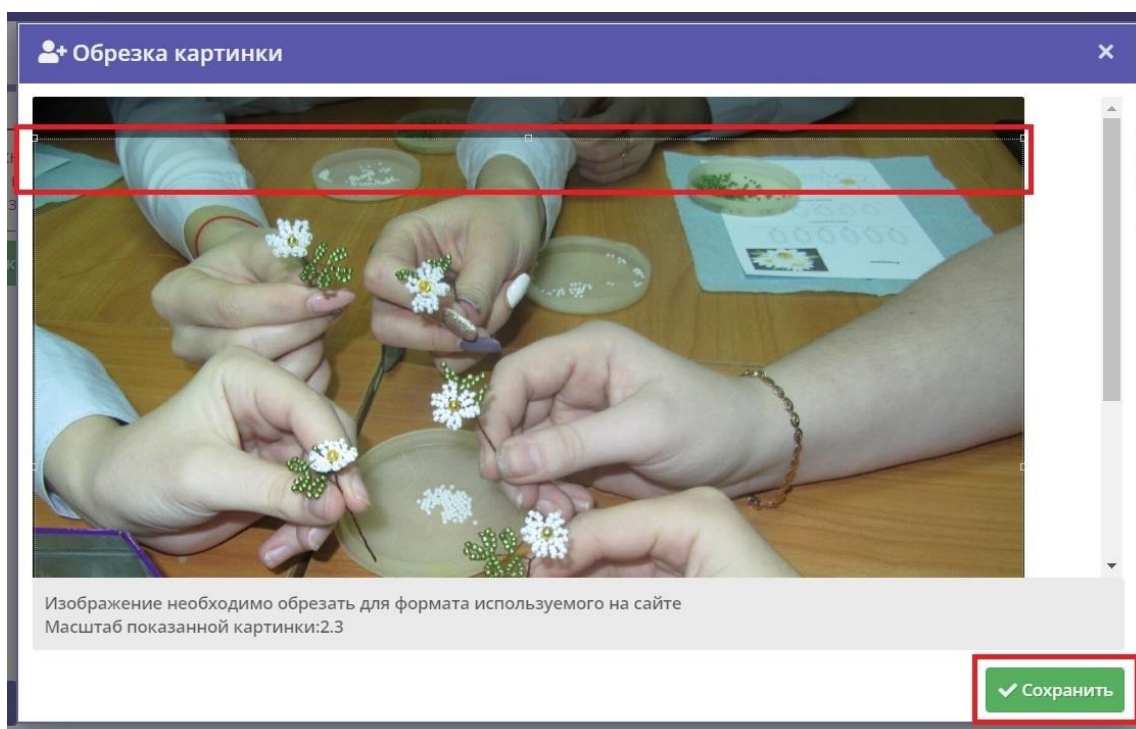 Обрезка картинки
Изображение необходимо обрезать для формата используемого на сайте
Масштаб показанной картинки:2.3
Сохранить